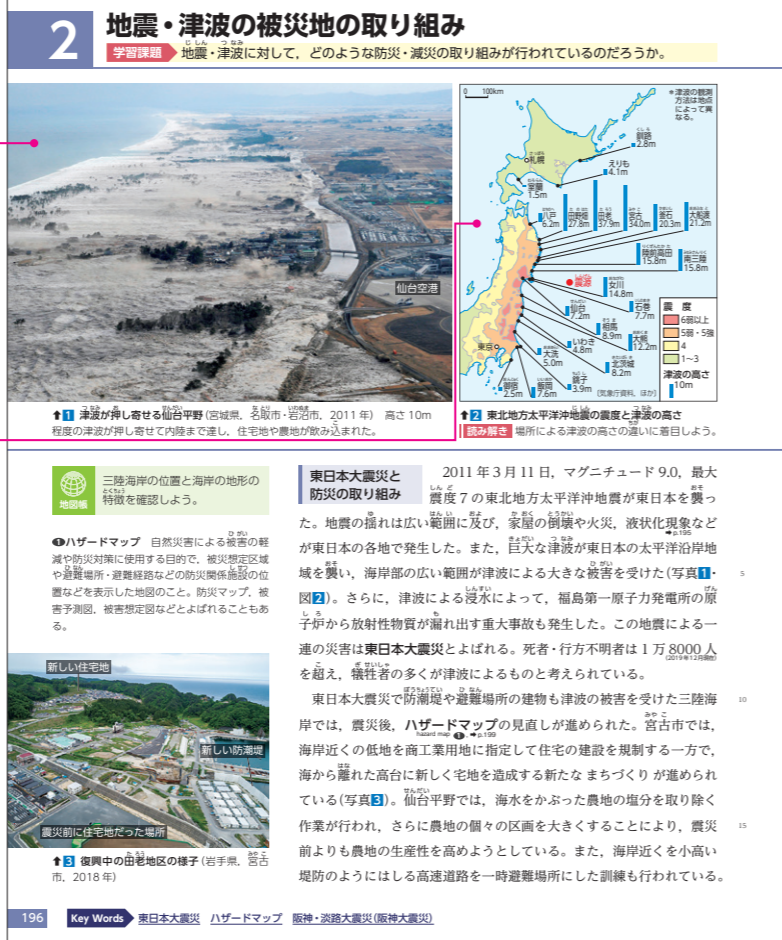 2
地震・津波の被災地の取り組み
学習課題 地震・津波に対して，どのような防災・減災の取り組みが行われているのだろうか。
仙台空港
↑1 津波が押し寄せる仙台平野(宮城県，名取市・岩沼市，2011年) 高さ10m
程度の津波が押し寄せて内陸まで達し，住宅地や農地が飲み込まれた。
0 100km
＊津波の観測
方法は地点
によって異
なる。
釧路
2.8m
札幌
えりも
4.1m
室蘭
1.5m
八戸
6.2m
田野畑
27.8m
田老
37.9m
宮古
34.0m
釜石
20.3m
大船渡
21.2m
陸前高田
15.8m
南三陸
15.8m
震源
女川
14.8m
石巻
7.7m
仙台
7.2m
相馬
8.9m
大熊
12.2m
いわき
4.8m
北茨城
8.2m
東京
大洗
5.0m
銚子
3.9m
御宿
2.5m
飯岡
7.6m
(気象庁資料，ほか)
震 度
6弱以上
5弱・5強
4
1～3
津波の高さ
10m
↑2 東北地方太平洋沖地震の震度と津波の高さ
読み解き 場所による津波の高さの違いに着目しよう。
地図帳
三陸海岸の位置と海岸の地形の
特徴を確認しよう。
❶ハザードマップ 自然災害による被害の軽
減や防災対策に使用する目的で，被災想定区域
や避難場所・避難経路などの防災関係施設の位
置などを表示した地図のこと。防災マップ，被
害予測図，被害想定図などとよばれることもあ
る。
新しい住宅地
新しい防潮堤
震災前に住宅地だった場所
↑3 復興中の田老地区の様子(岩手県，宮古
市，2018年)
東日本大震災と
防災の取り組み
2011年3月11日，マグニチュード9.0，最大
震度7の東北地方太平洋沖地震が東日本を襲っ
た。地震の揺れは広い範囲に及び，家屋の倒壊や火災，液状化現象など
➡p.195
が東日本の各地で発生した。また，巨大な津波が東日本の太平洋沿岸地
域を襲い，海岸部の広い範囲が津波による大きな被害を受けた(写真1・
5
図2)。さらに，津波による浸水によって，福島第一原子力発電所の原
子炉から放射性物質が漏れ出す重大事故も発生した。この地震による一
連の災害は東日本大震災とよばれる。死者・行方不明者は1万8000人
(2019年12月現在)
を超え，犠牲者の多くが津波によるものと考えられている。
東日本大震災で防潮堤や避難場所の建物も津波の被害を受けた三陸海
10
岸では，震災後，ハザードマップの見直しが進められた。宮古市では，
hazard map ❶，➡p.199
海岸近くの低地を商工業用地に指定して住宅の建設を規制する一方で，
海から離れた高台に新しく宅地を造成する新たな まちづくり が進められ
ている(写真3)。仙台平野では，海水をかぶった農地の塩分を取り除く
作業が行われ，さらに農地の個々の区画を大きくすることにより，震災
15
前よりも農地の生産性を高めようとしている。また，海岸近くを小高い
堤防のようにはしる高速道路を一時避難場所にした訓練も行われている。
196
Key Words 東日本大震災 ハザードマップ 阪神・淡路大震災(阪神大震災)